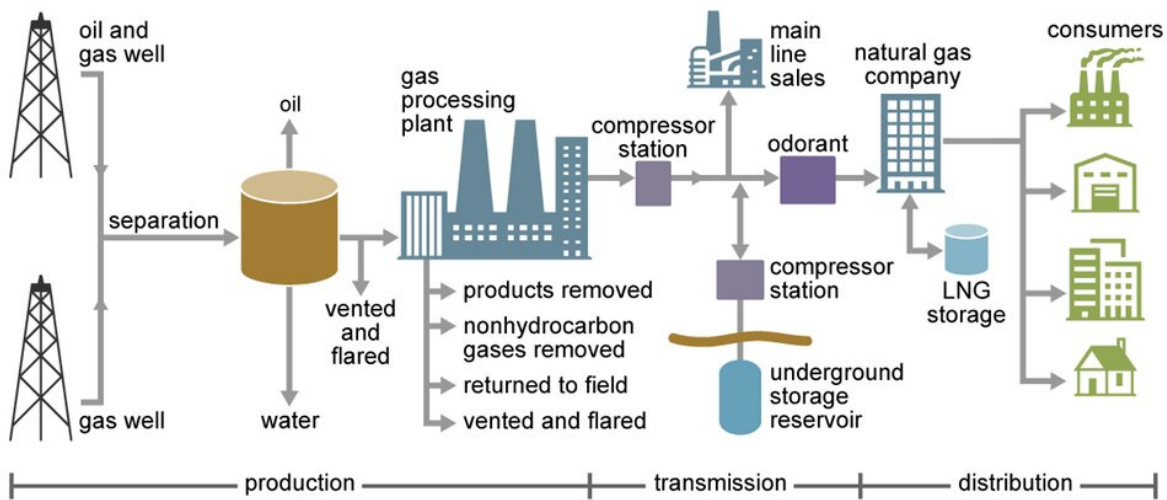 oil and
gas well
oil
separation
gas well
water
vented
and
flared
gas
processing
plant
products removed
nonhydrocarbon
gases removed
returned to field
vented and flared
compressor
station
main
line
sales
odorant
compressor
station
underground
storage
reservoir
natural gas
company
LNG
storage
consumers
production
transmission
distribution